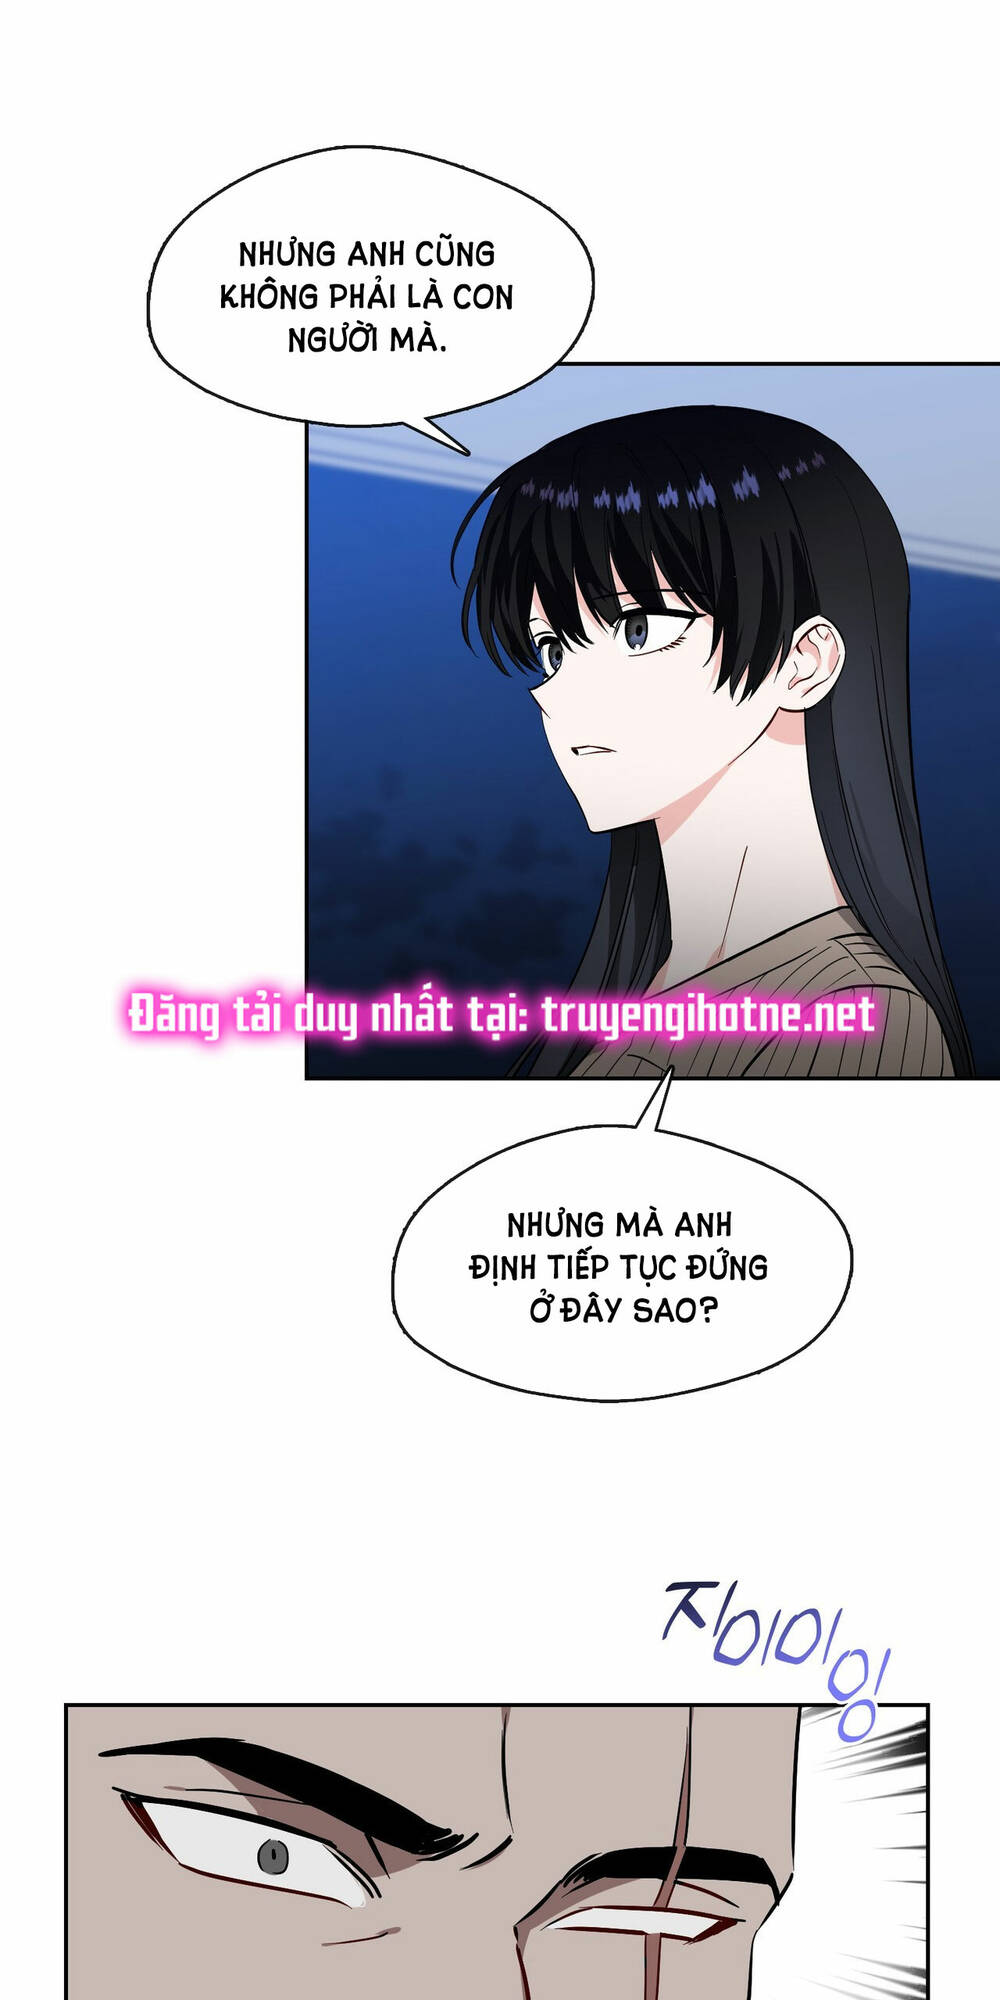 NHƯNG ANH CŨNG
KHÔNG PHẢI LÀ CON
NGƯỜI MÀ.
Đăng tải duy nhất tại: truyengihotne.net
NHƯNG MÀ ANH
ĐỊNH TIẾP TỤC ĐỨNG
Ở ĐÂY SAO?
지이이잉